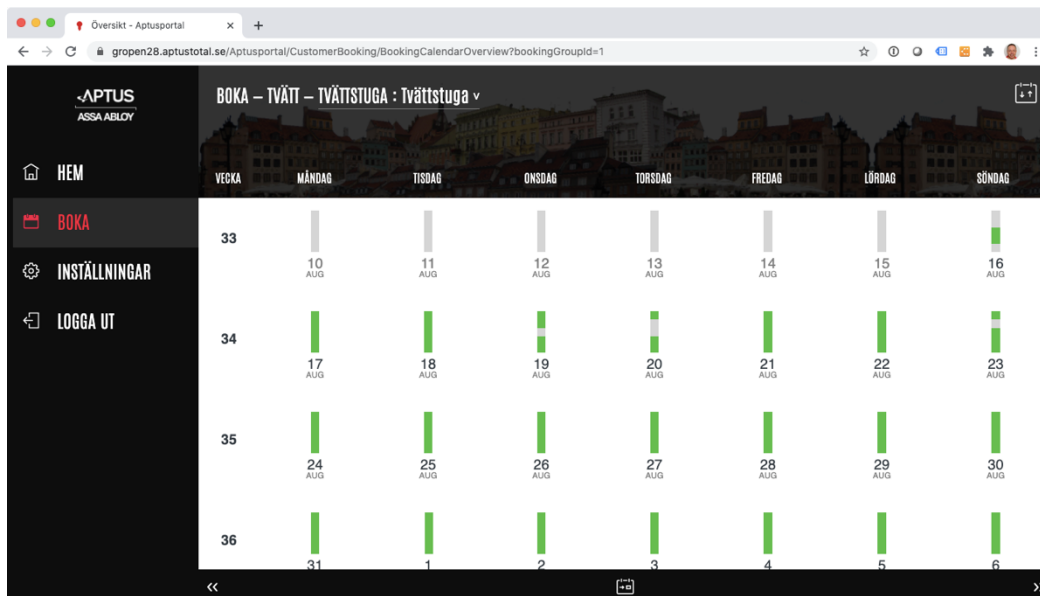 Översikt - Aptusportal
gropen28.aptustotal.se/Aptusportal/CustomerBooking/BookingCalendarOverview?bookingGroupId=1
APTUS
ASSA ABLOY
HEM
BOKA
INSTÄLLNINGAR
LOGGA UT
BOKA – TVÄTT – TVÄTTSTUGA : Tvättstuga
VECKA MÅNDAG TISDAG ONSDAG TORSDAG FREDAG LÖRDAG SÖNDAG
33
10 11 12 13 14 15 16
AUG AUG AUG AUG AUG AUG AUG
34
17 18 19 20 21 22 23
AUG AUG AUG AUG AUG AUG AUG
35
24 25 26 27 28 29 30
AUG AUG AUG AUG AUG AUG AUG
36
31 1 2 3 4 5 6